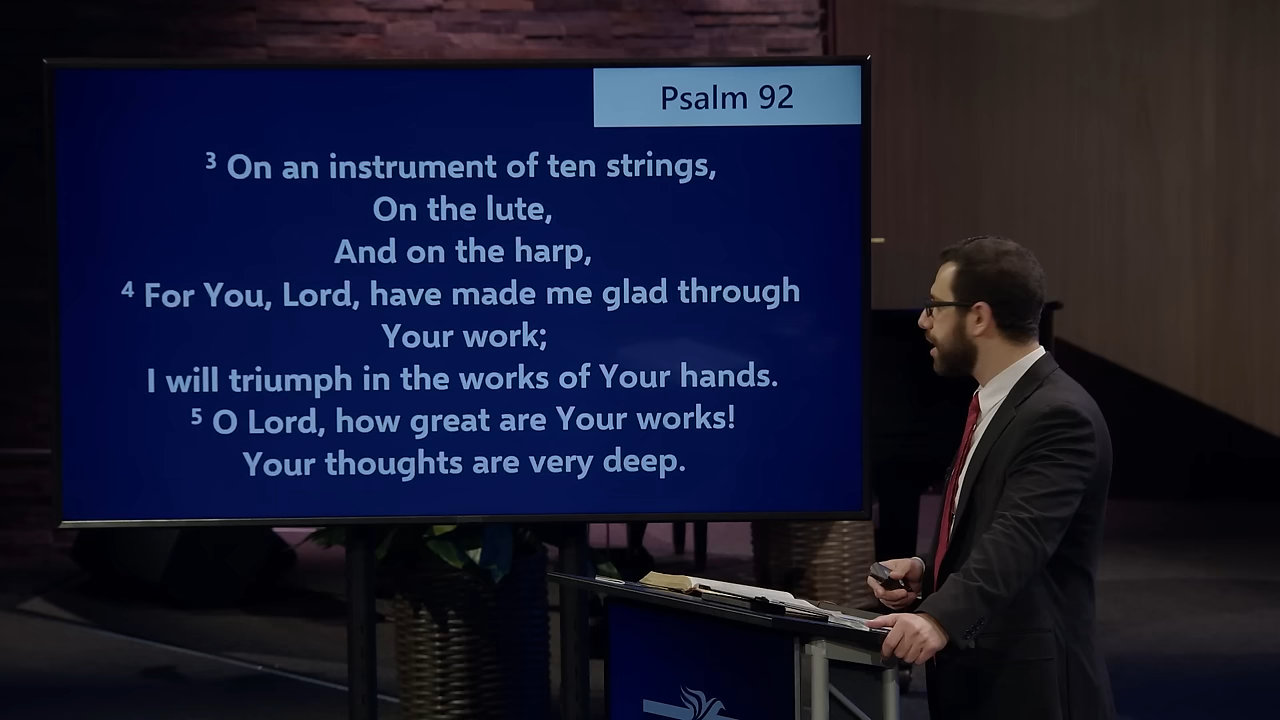 Psalm 92
3 On an instrument of ten strings,
On the lute,
And on the harp,
4 For You, Lord, have made me glad through
Your work;
I will triumph in the works of Your hands.
5 O Lord, how great are Your works!
Your thoughts are very deep.